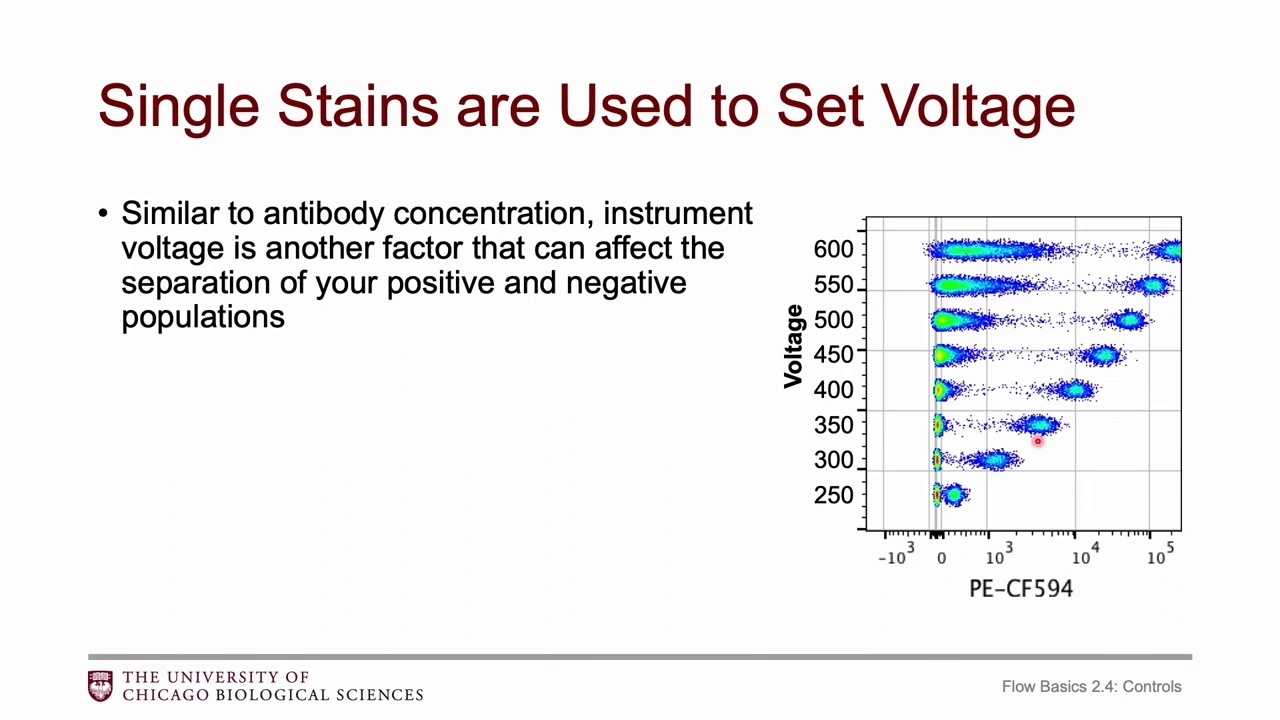 Single Stains are Used to Set Voltage
• Similar to antibody concentration, instrument
voltage is another factor that can affect the
separation of your positive and negative
populations
Voltage
600
550
500
450
400
350
300
250
-10³ 0 10³ 10⁴ 10⁵
PE-CF594
THE UNIVERSITY OF
CHICAGO BIOLOGICAL SCIENCES
Flow Basics 2.4: Controls